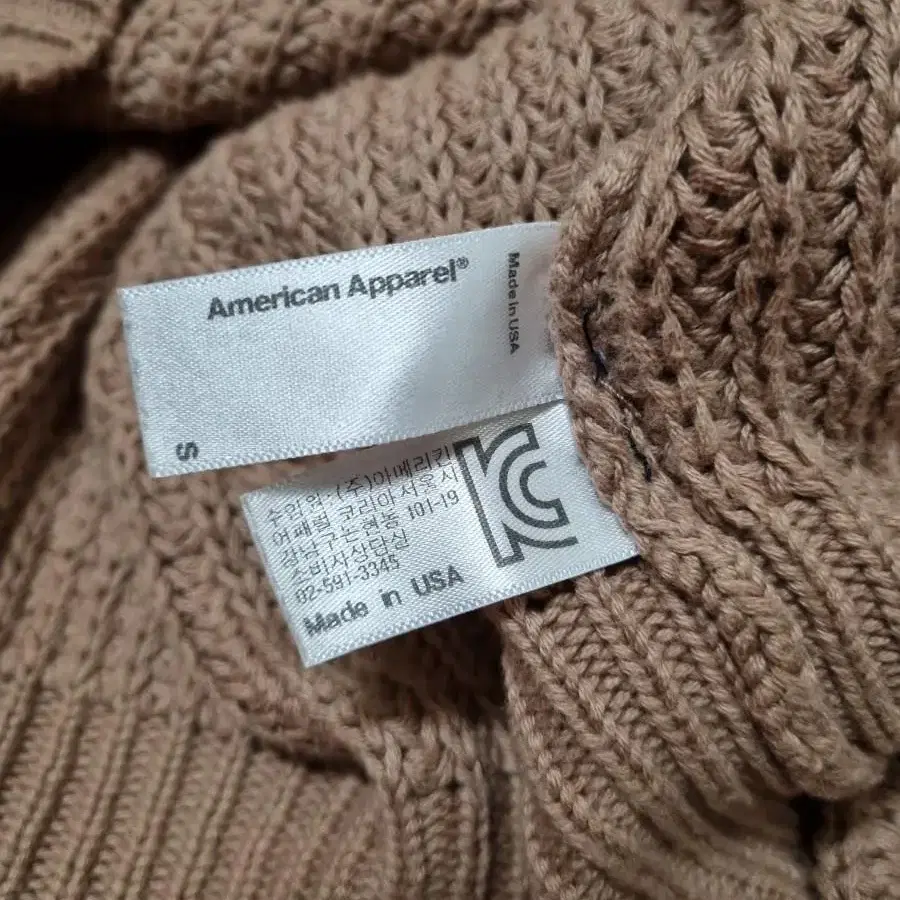 American Apparel®
Made in USA
S
수입원:(주)아메리칸
어패럴 코리아 서울시
강남구논현동 101-19
소비자상담실
02-591-3345
Made in USA